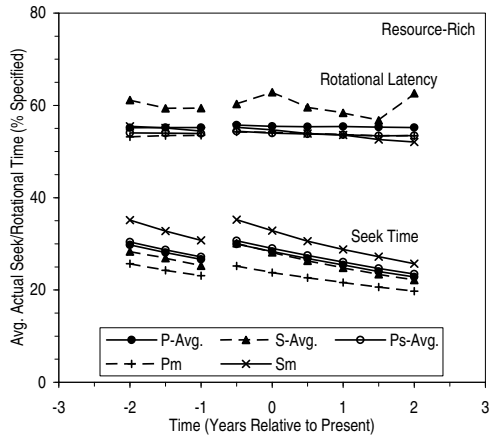 80
Resource-Rich
Rotational Latency
60
40
Seek Time
20
P-Avg.
S-Avg.
Ps-Avg.
Pm
Sm
0
-3
-2
-1
0
1
2
3
Time (Years Relative to Present)
Avg. Actual Seek/Rotational Time (% Specified)